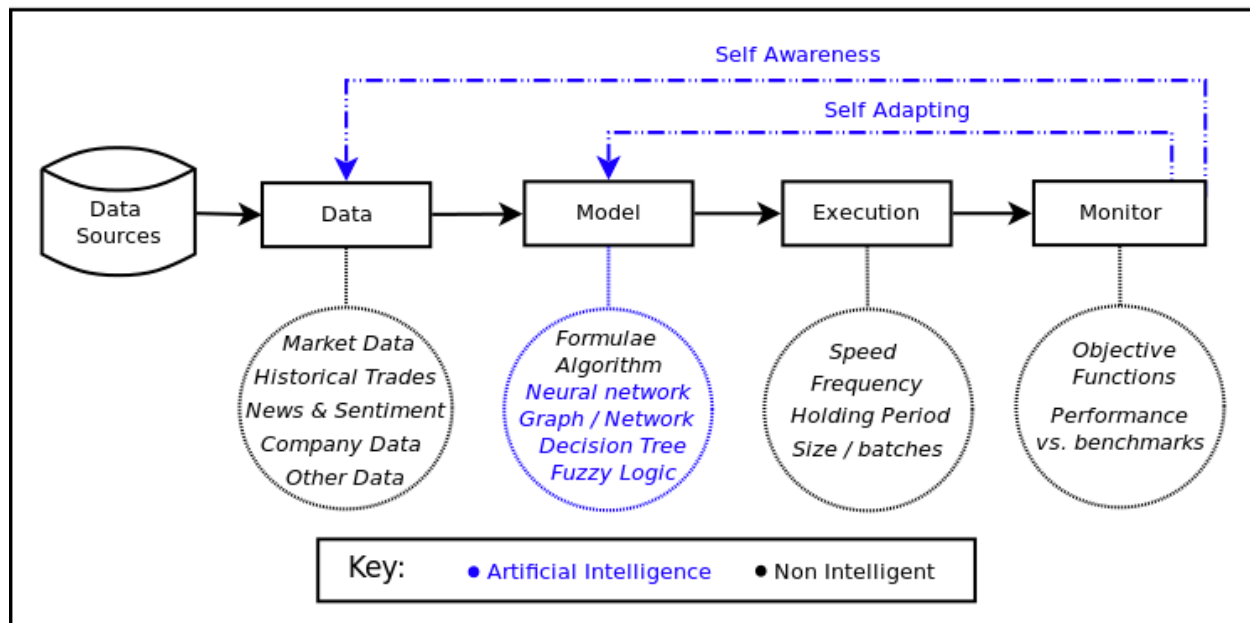 Self Awareness
Self Adapting
Data
Sources
Data
Model
Execution
Monitor
Market Data
Historical Trades
News & Sentiment
Company Data
Other Data
Formulae
Algorithm
Neural network
Graph / Network
Decision Tree
Fuzzy Logic
Speed
Frequency
Holding Period
Size / batches
Objective
Functions
Performance
vs. benchmarks
Key: • Artificial Intelligence • Non Intelligent